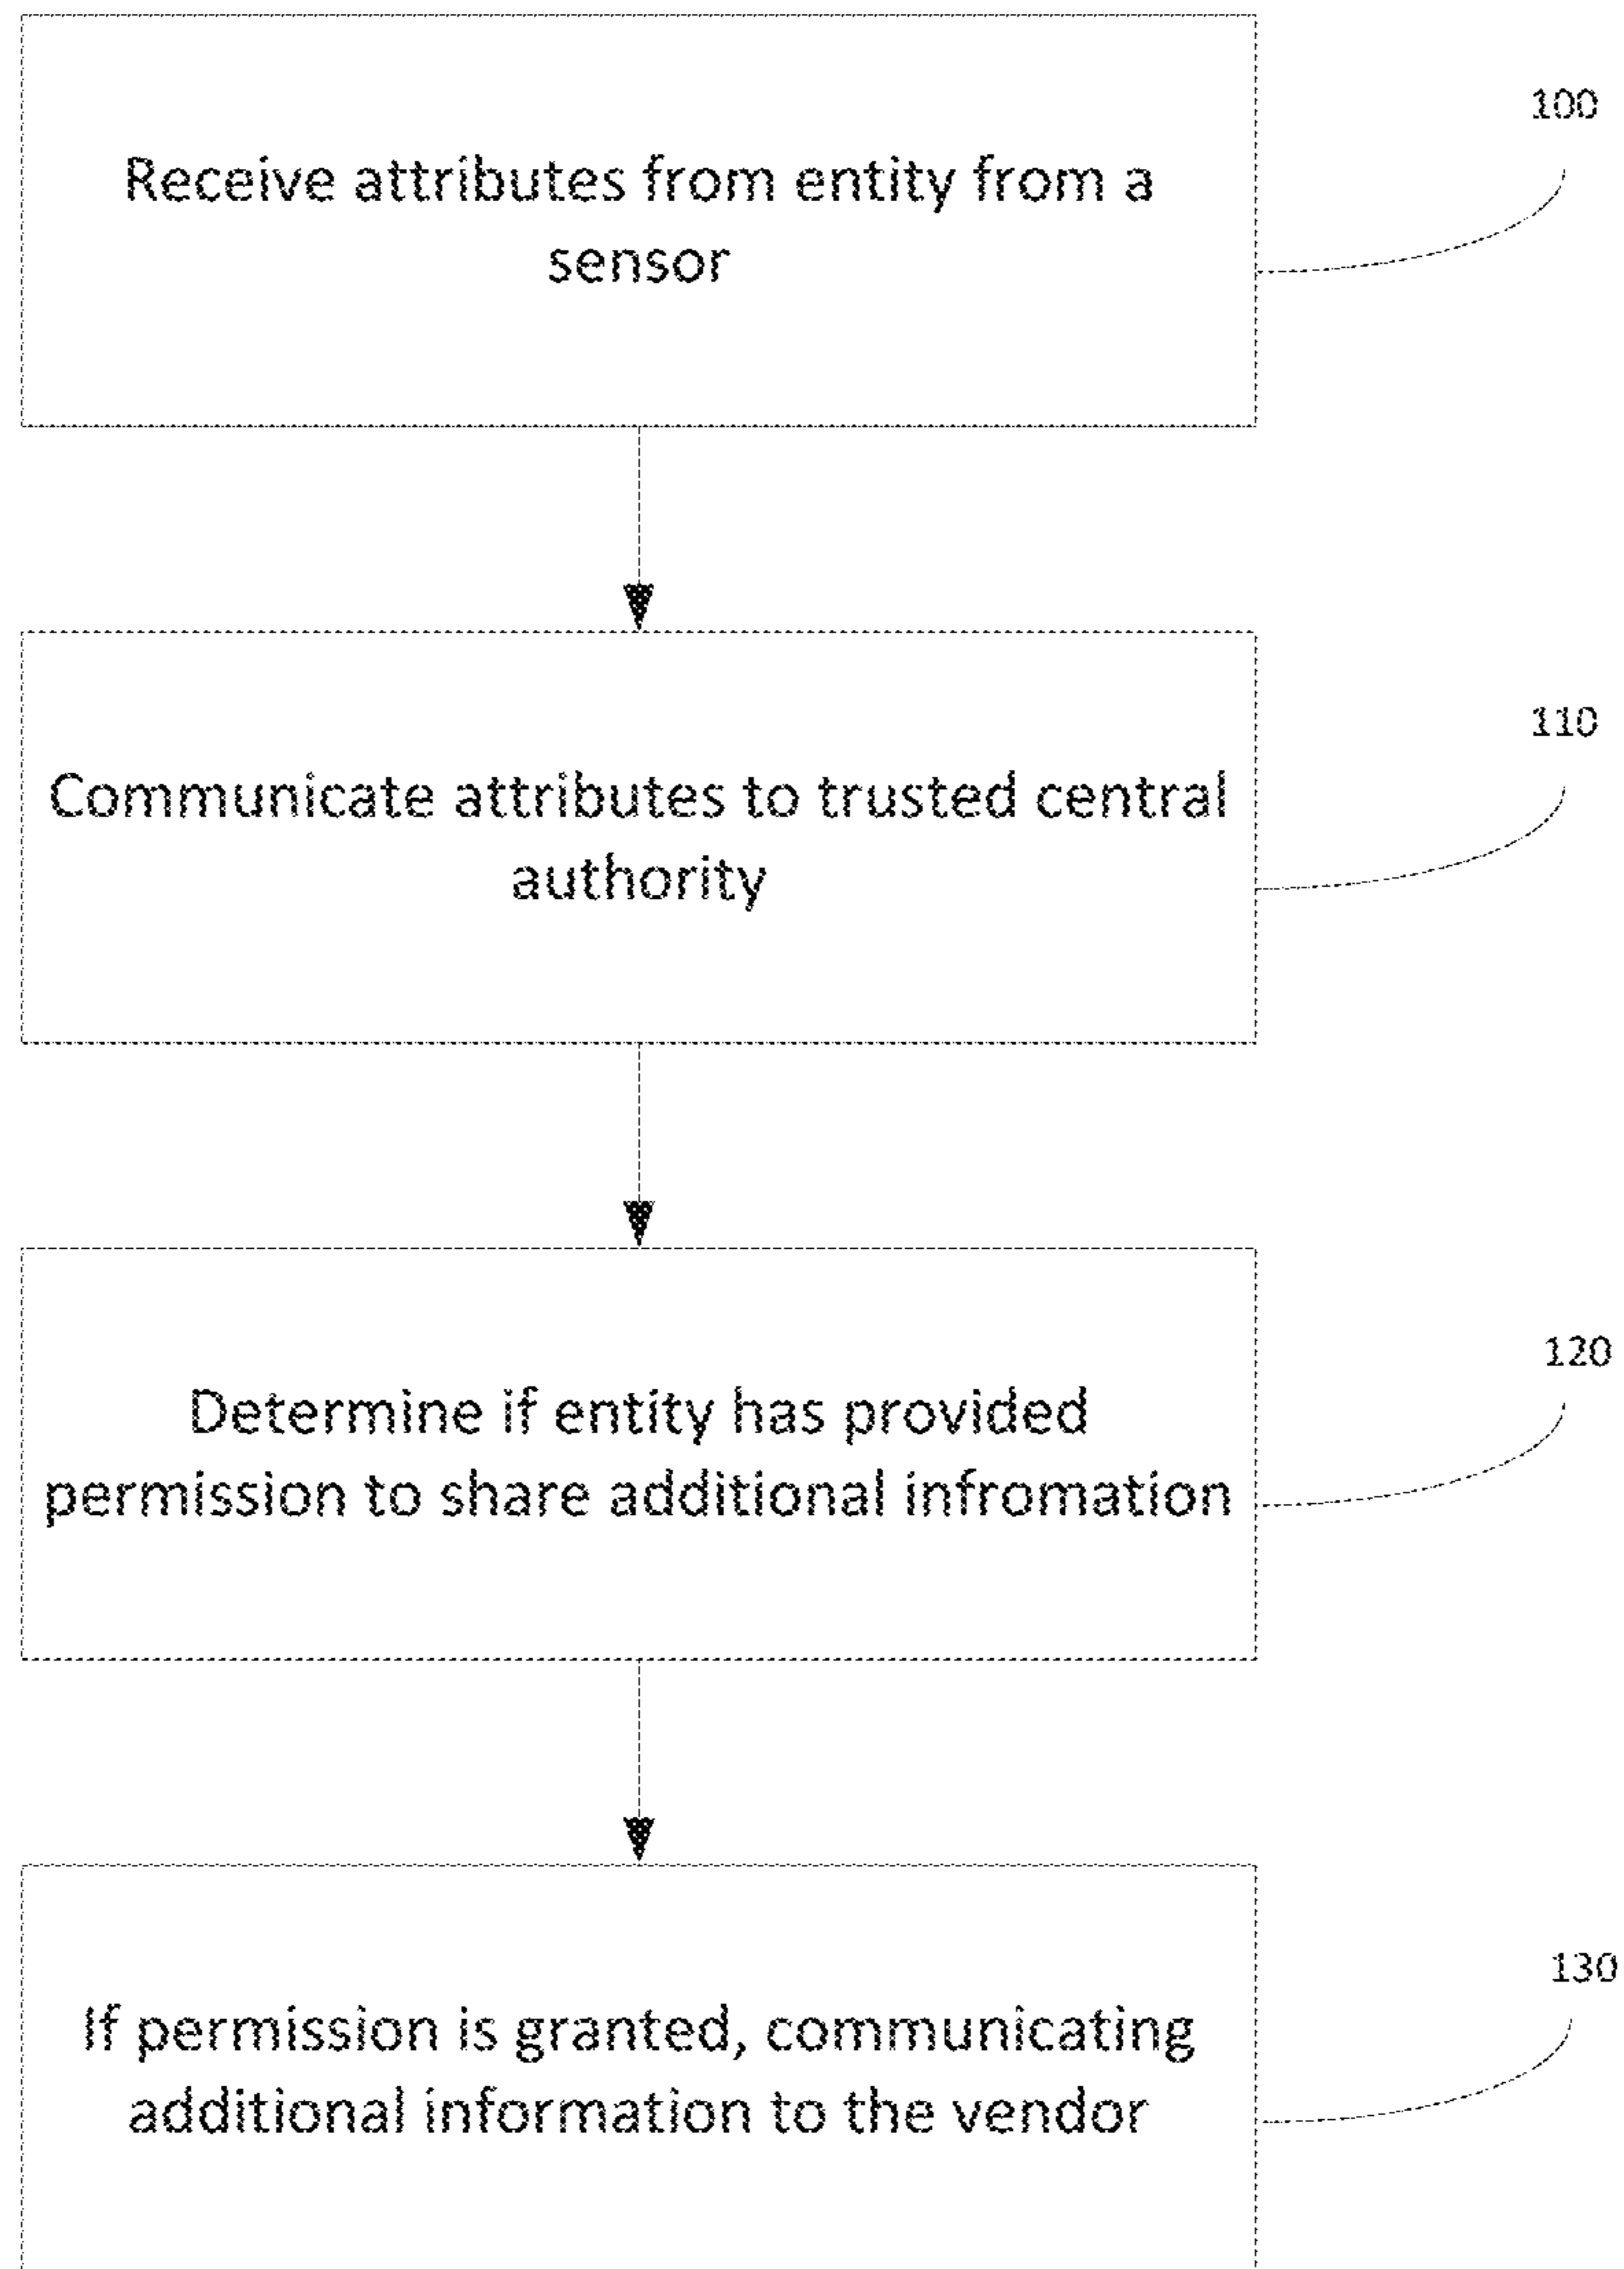 Receive attributes from entity from a
sensor
100
Communicate attributes to trusted central
authority
110
Determine if entity has provided
permission to share additional infromation
120
If permission is granted, communicating
additional information to the vendor
130